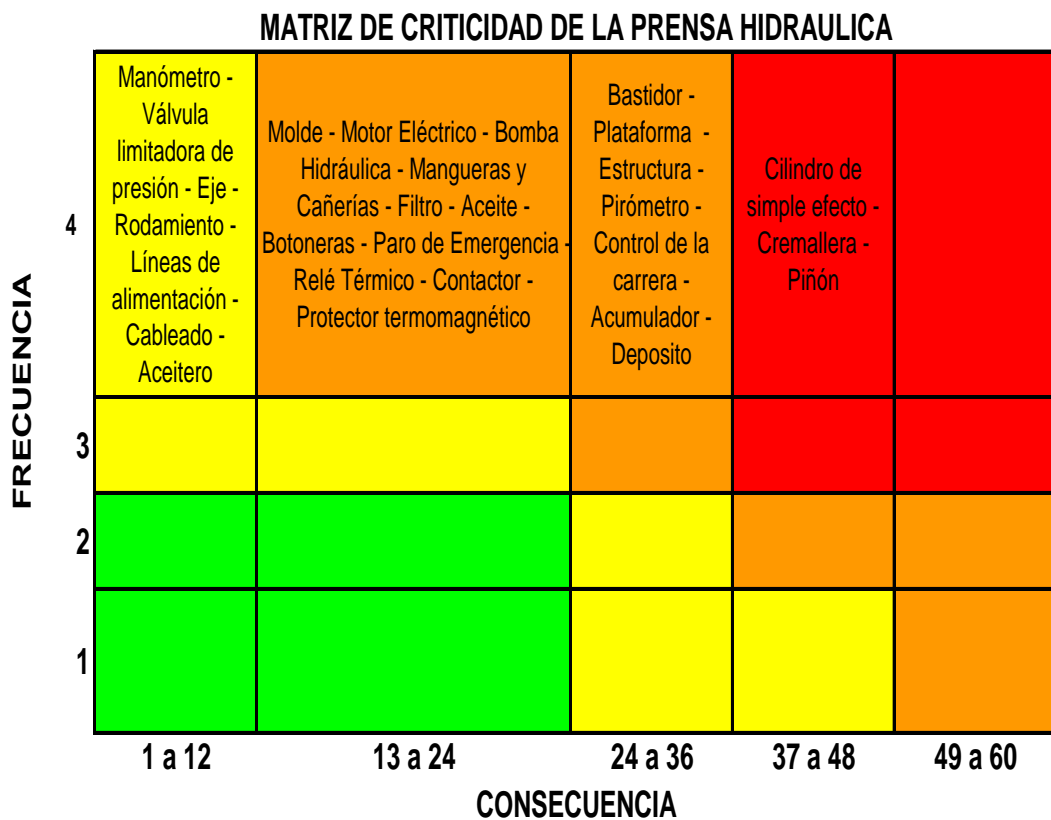 MATRIZ DE CRITICIDAD DE LA PRENSA HIDRAULICA
FRECUENCIA
4
Manómetro -
Válvula
limitadora de
presión - Eje -
Rodamiento -
Líneas de
alimentación -
Cableado -
Aceitero
Molde - Motor Eléctrico - Bomba
Hidráulica - Mangueras y
Cañerías - Filtro - Aceite -
Botoneras - Paro de Emergencia -
Relé Térmico - Contactor -
Protector termomagnético
Bastidor -
Plataforma -
Estructura -
Pirómetro -
Control de la
carrera -
Acumulador -
Deposito
Cilindro de
simple efecto -
Cremallera -
Piñón
3
2
1
1 a 12
13 a 24
24 a 36
37 a 48
49 a 60
CONSECUENCIA